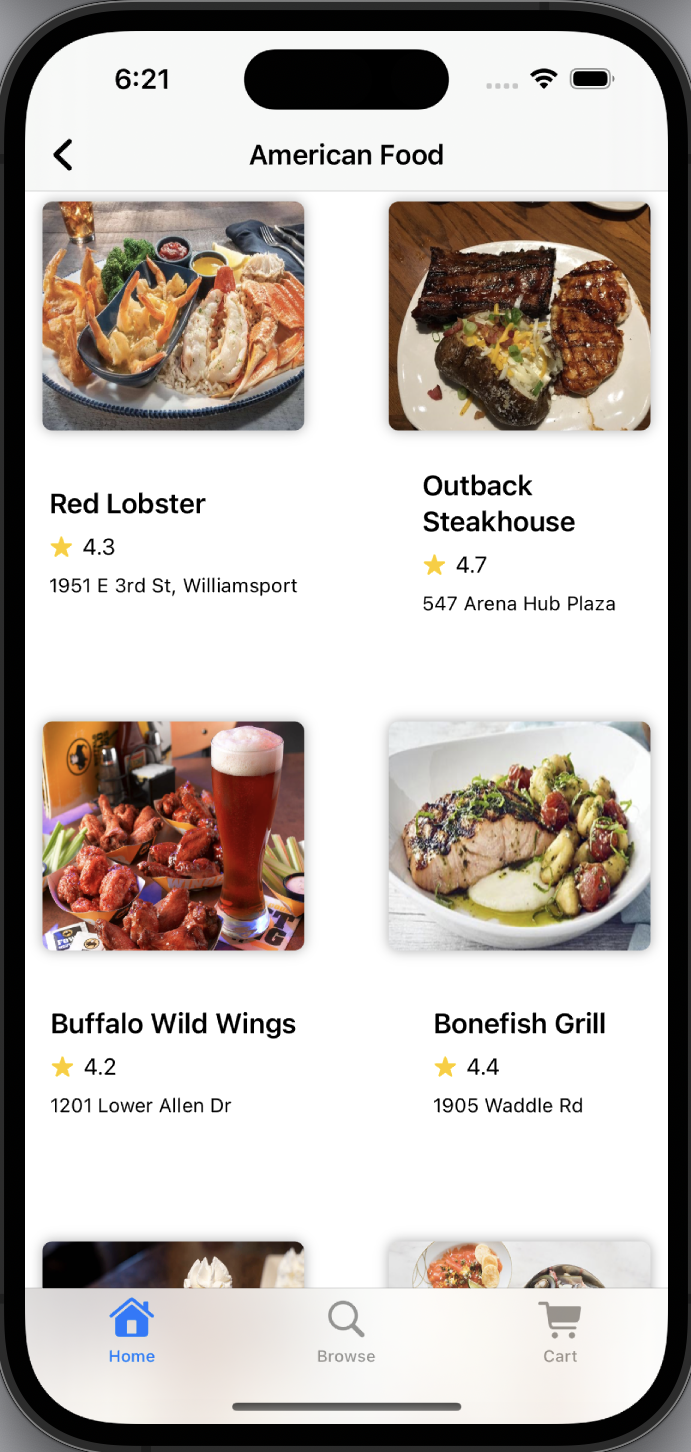 6:21
American Food
Red Lobster
4.3
1951 E 3rd St, Williamsport
Outback
Steakhouse
4.7
547 Arena Hub Plaza
Buffalo Wild Wings
4.2
1201 Lower Allen Dr
Bonefish Grill
4.4
1905 Waddle Rd
Home
Browse
Cart